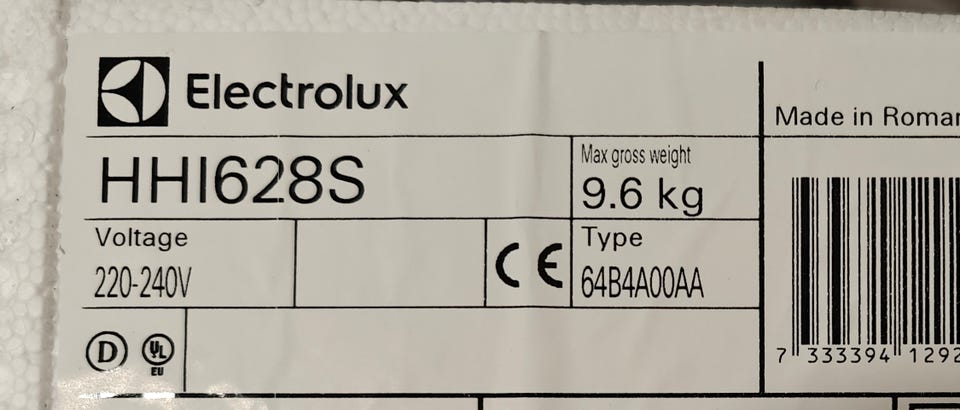 Electrolux
HHI628S
Max gross weight
9.6 kg
Voltage
220-240V
CE
Type
64B4A00AA
D
UL
EU
Made in
7 333394 1292